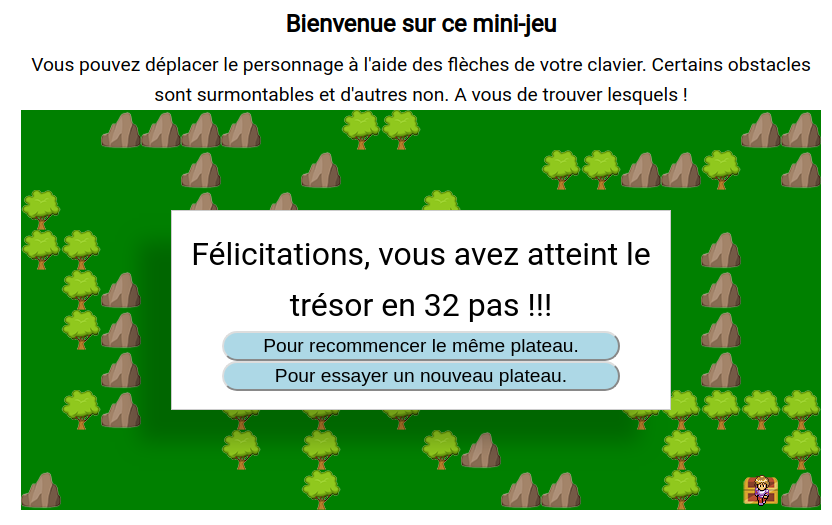 Bienvenue sur ce mini-jeu
Vous pouvez déplacer le personnage à l'aide des flèches de votre clavier. Certains obstacles
sont surmontables et d'autres non. A vous de trouver lesquels !
Félicitations, vous avez atteint le
trésor en 32 pas !!!
Pour recommencer le même plateau.
Pour essayer un nouveau plateau.